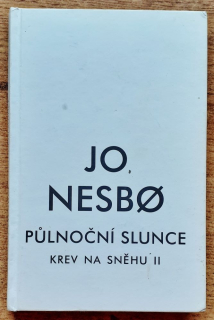 JO
NESBØ
PŮLNOČNÍ SLUNCE
KREV NA SNĚHU II